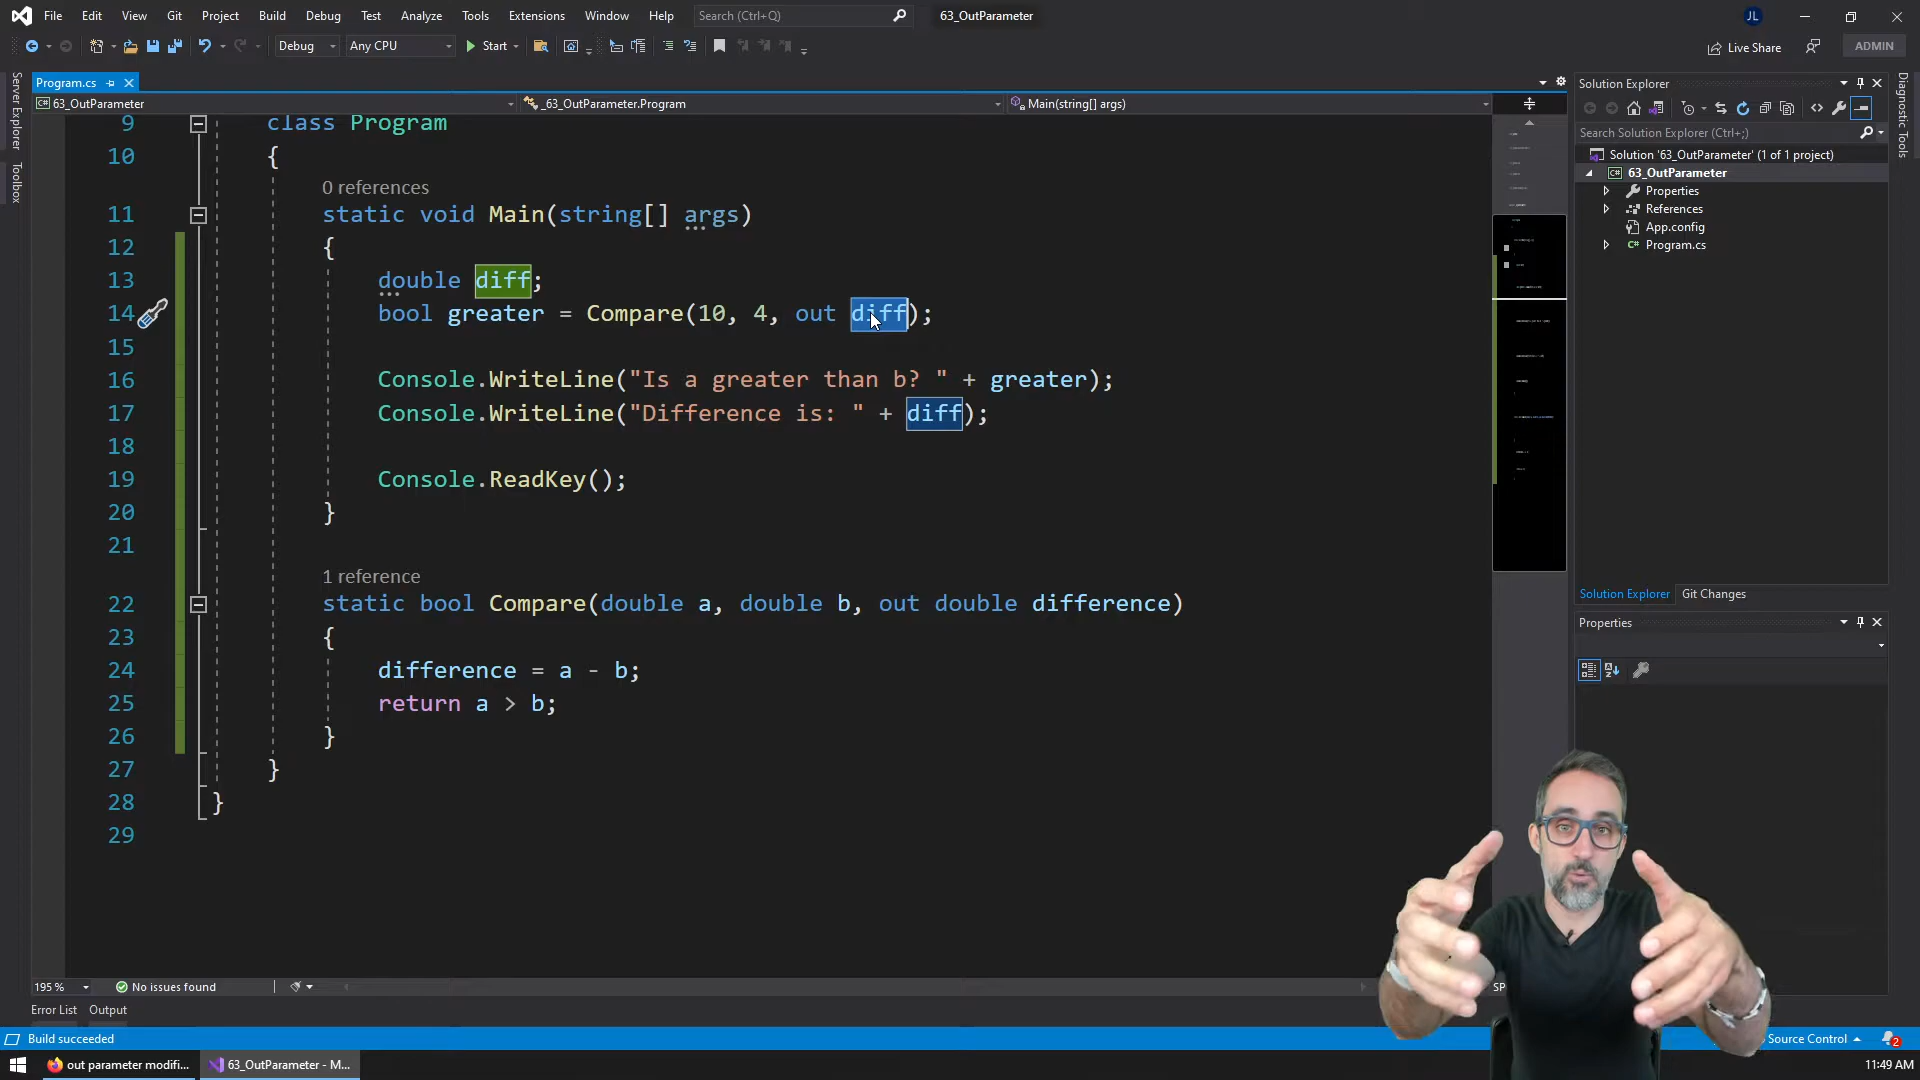 File Edit View Git Project Build Debug Test Analyze Tools Extensions Window Help Search (Ctrl+Q) 63_OutParameter JL
Debug Any CPU Start Live Share ADMIN
Server Explorer
Toolbox
Program.cs
63_OutParameter _63_OutParameter.Program Main(string[] args)
9 class Program
10 {
0 references
11 static void Main(string[] args)
12 {
13 double diff;
14 bool greater = Compare(10, 4, out diff);
15
16 Console.WriteLine("Is a greater than b? " + greater);
17 Console.WriteLine("Difference is: " + diff);
18
19 Console.ReadKey();
20 }
21
1 reference
22 static bool Compare(double a, double b, out double difference)
23 {
24 difference = a - b;
25 return a > b;
26 }
27 }
28 }
29
195 % No issues found SP
Error List Output
Build succeeded
Solution Explorer
Search Solution Explorer (Ctrl+;)
Solution '63_OutParameter' (1 of 1 project)
C# 63_OutParameter
Properties
References
App.config
C# Program.cs
Solution Explorer Git Changes
Properties
Diagnostic Tools
Source Control 2
out parameter modifi... 63_OutParameter - M... 11:49 AM